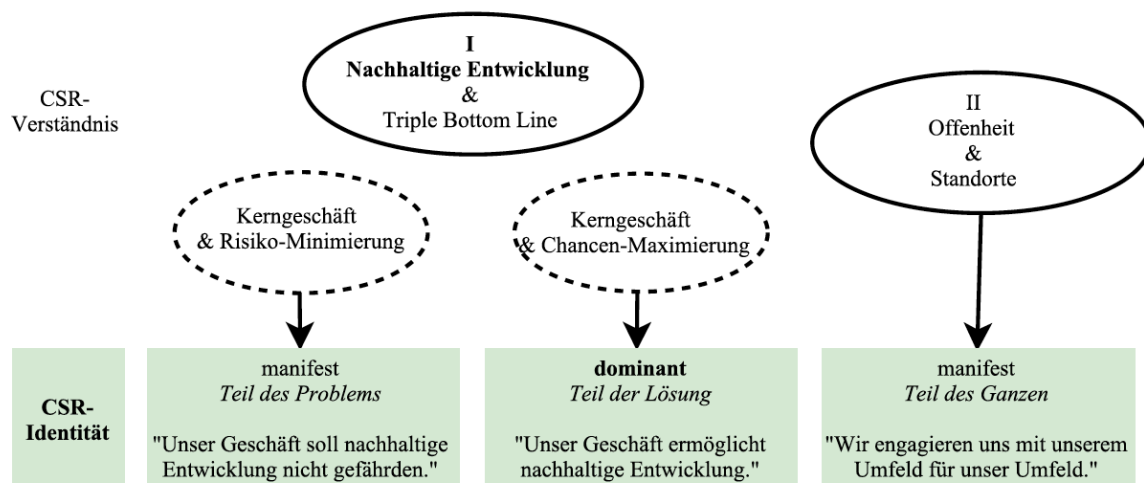 I
Nachhaltige Entwicklung
&
Triple Bottom Line
CSR-
Verständnis
II
Offenheit
&
Standorte
Kerngeschäft
& Risiko-Minimierung
Kerngeschäft
& Chancen-Maximierung
CSR-
Identität
manifest
Teil des Problems
"Unser Geschäft soll nachhaltige
Entwicklung nicht gefährden."
dominant
Teil der Lösung
"Unser Geschäft ermöglicht
nachhaltige Entwicklung."
manifest
Teil des Ganzen
"Wir engagieren uns mit unserem
Umfeld für unser Umfeld."